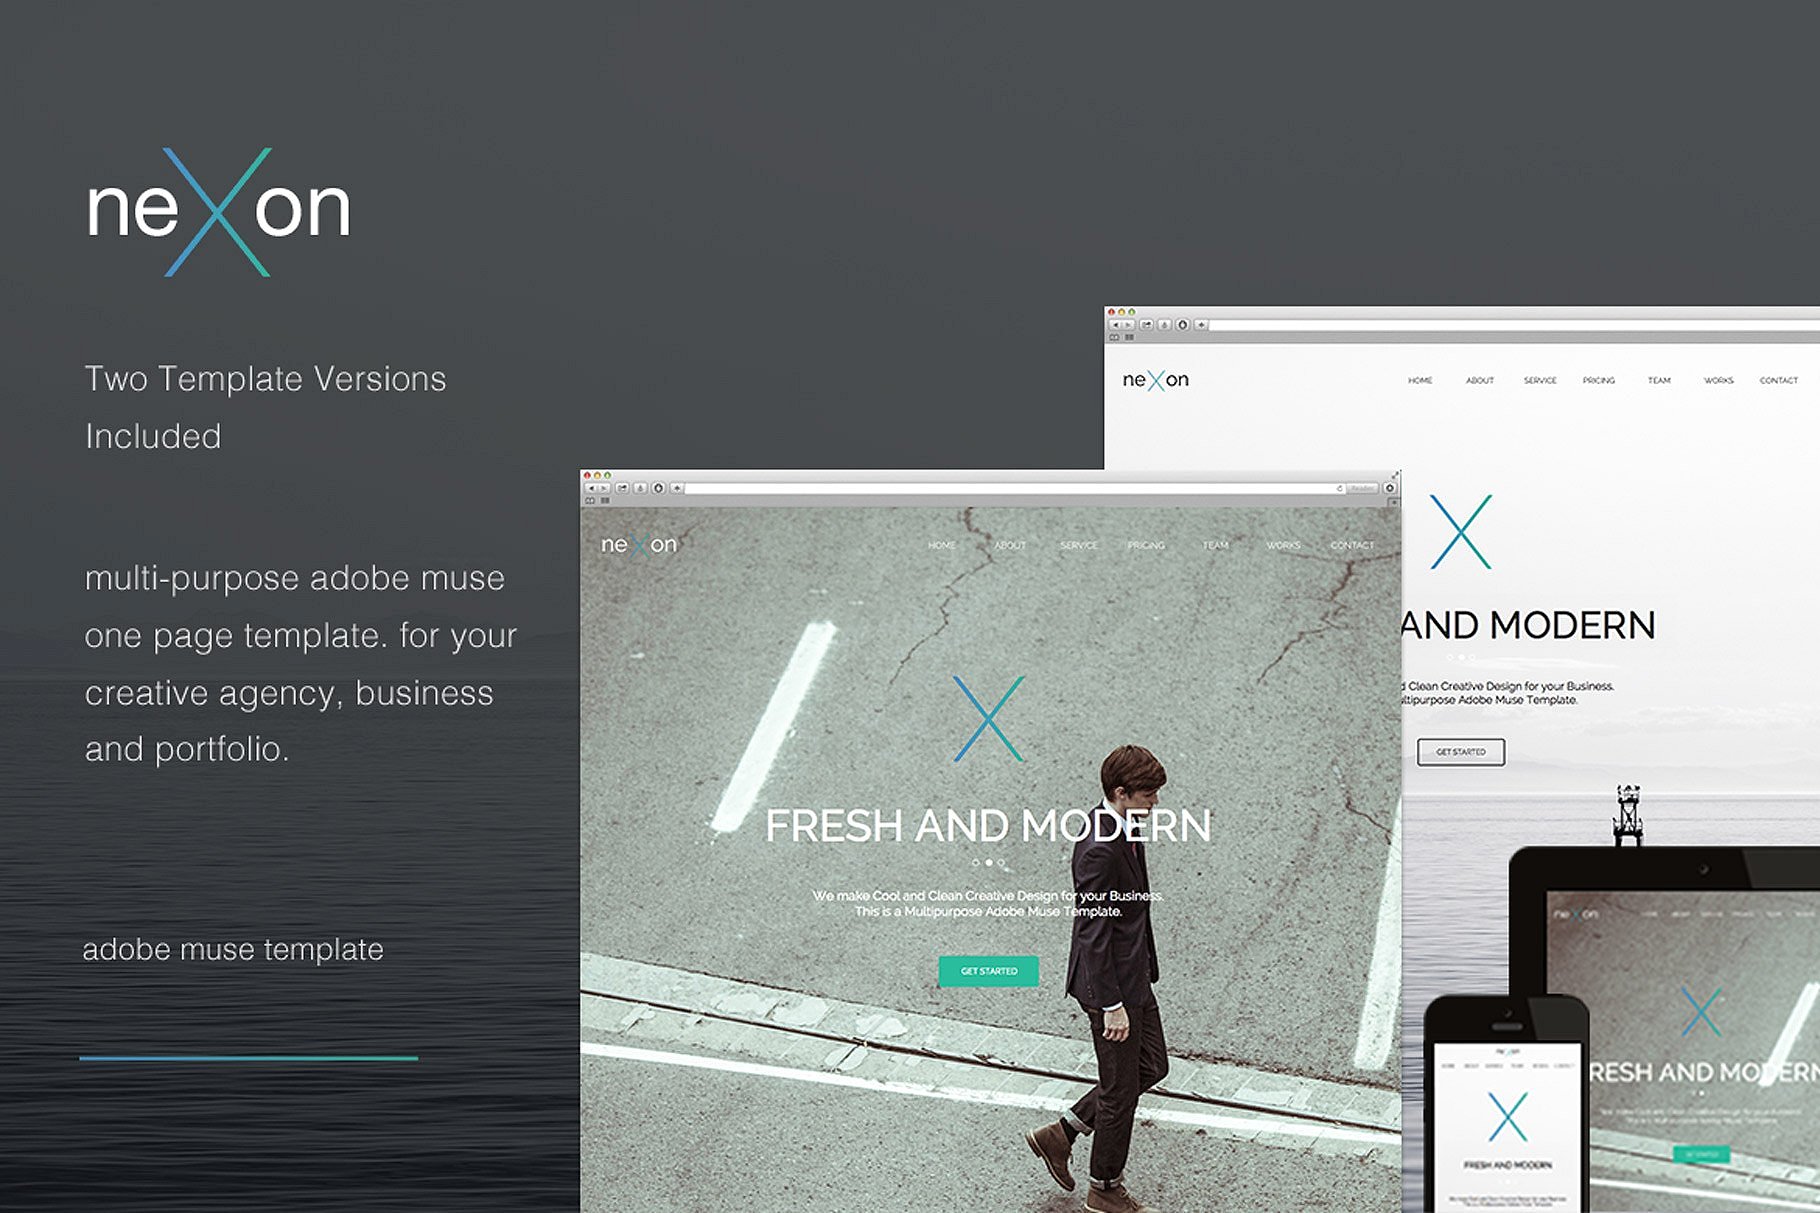 neXon
Two Template Versions
Included
multi-purpose adobe muse
one page template. for your
creative agency, business
and portfolio.
adobe muse template
neXon
HOME ABOUT SERVICE PRICING TEAM WORKS CONTACT
X
AND MODERN
Clean Creative Design for your Business.
Adobe Muse Template.
GET STARTED
Reader
neXon
HOME ABOUT SERVICE PRICING TEAM WORKS CONTACT
X
FRESH AND MODERN
We make Cool and Clean Creative Design for your Business.
This is a Multipurpose Adobe Muse Template.
GET STARTED
neXon
X
RESH AND MODERN
GET STARTED
neXon
X
FRESH AND MODERN